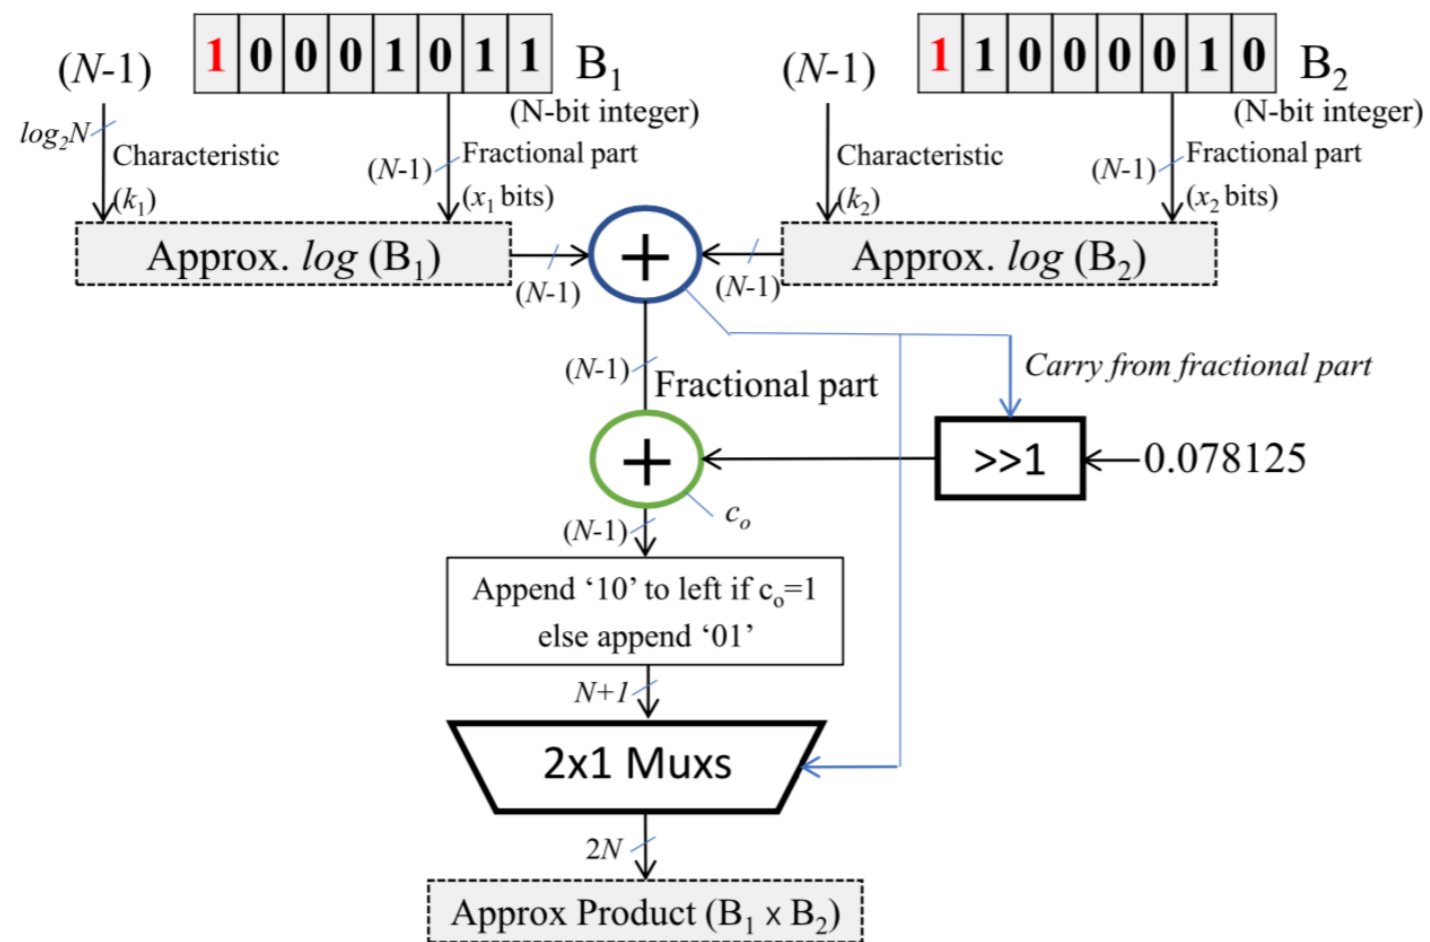 (N-1) 1 0 0 0 1 0 1 1 B₁ (N-1) 1 1 0 0 0 0 1 0 B₂
(N-bit integer) (N-bit integer)
log₂N
Characteristic (N-1) Fractional part Characteristic (N-1) Fractional part
(k₁) (x₁ bits) (k₂) (x₂ bits)
Approx. log (B₁) + Approx. log (B₂)
(N-1) (N-1)
(N-1) Fractional part
Carry from fractional part
+ >>1 0.078125
cₒ
(N-1)
Append ‘10’ to left if cₒ=1
else append ‘01’
N+1
2x1 Muxs
2N
Approx Product (B₁ x B₂)